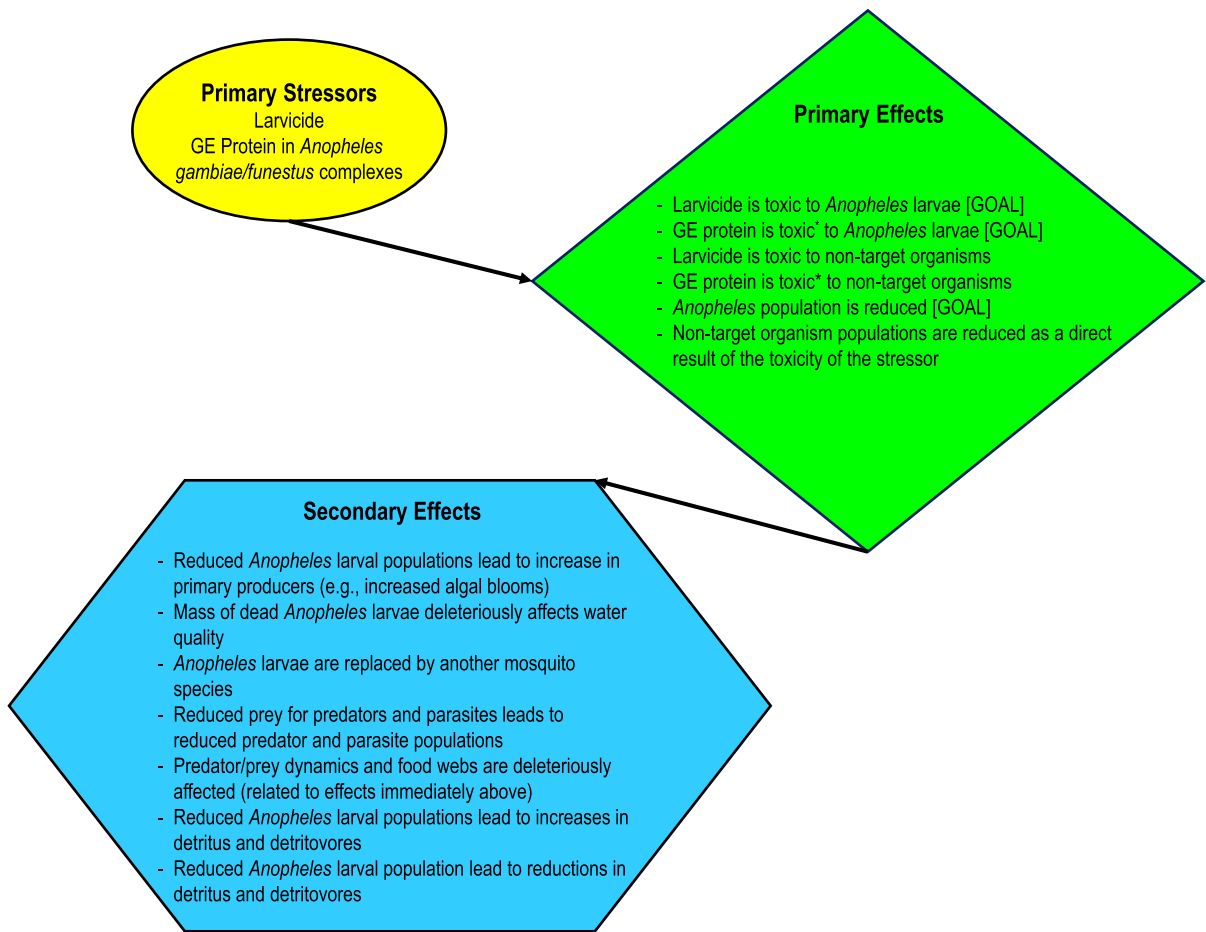 Primary Stressors
Larvicide
GE Protein in Anopheles
gambiae/funestus complexes
Primary Effects
- Larvicide is toxic to Anopheles larvae [GOAL]
- GE protein is toxic* to Anopheles larvae [GOAL]
- Larvicide is toxic to non-target organisms
- GE protein is toxic* to non-target organisms
- Anopheles population is reduced [GOAL]
- Non-target organism populations are reduced as a direct
result of the toxicity of the stressor
Secondary Effects
- Reduced Anopheles larval populations lead to increase in
primary producers (e.g., increased algal blooms)
- Mass of dead Anopheles larvae deleteriously affects water
quality
- Anopheles larvae are replaced by another mosquito
species
- Reduced prey for predators and parasites leads to
reduced predator and parasite populations
- Predator/prey dynamics and food webs are deleteriously
affected (related to effects immediately above)
- Reduced Anopheles larval populations lead to increases in
detritus and detritovores
- Reduced Anopheles larval population lead to reductions in
detritus and detritovores